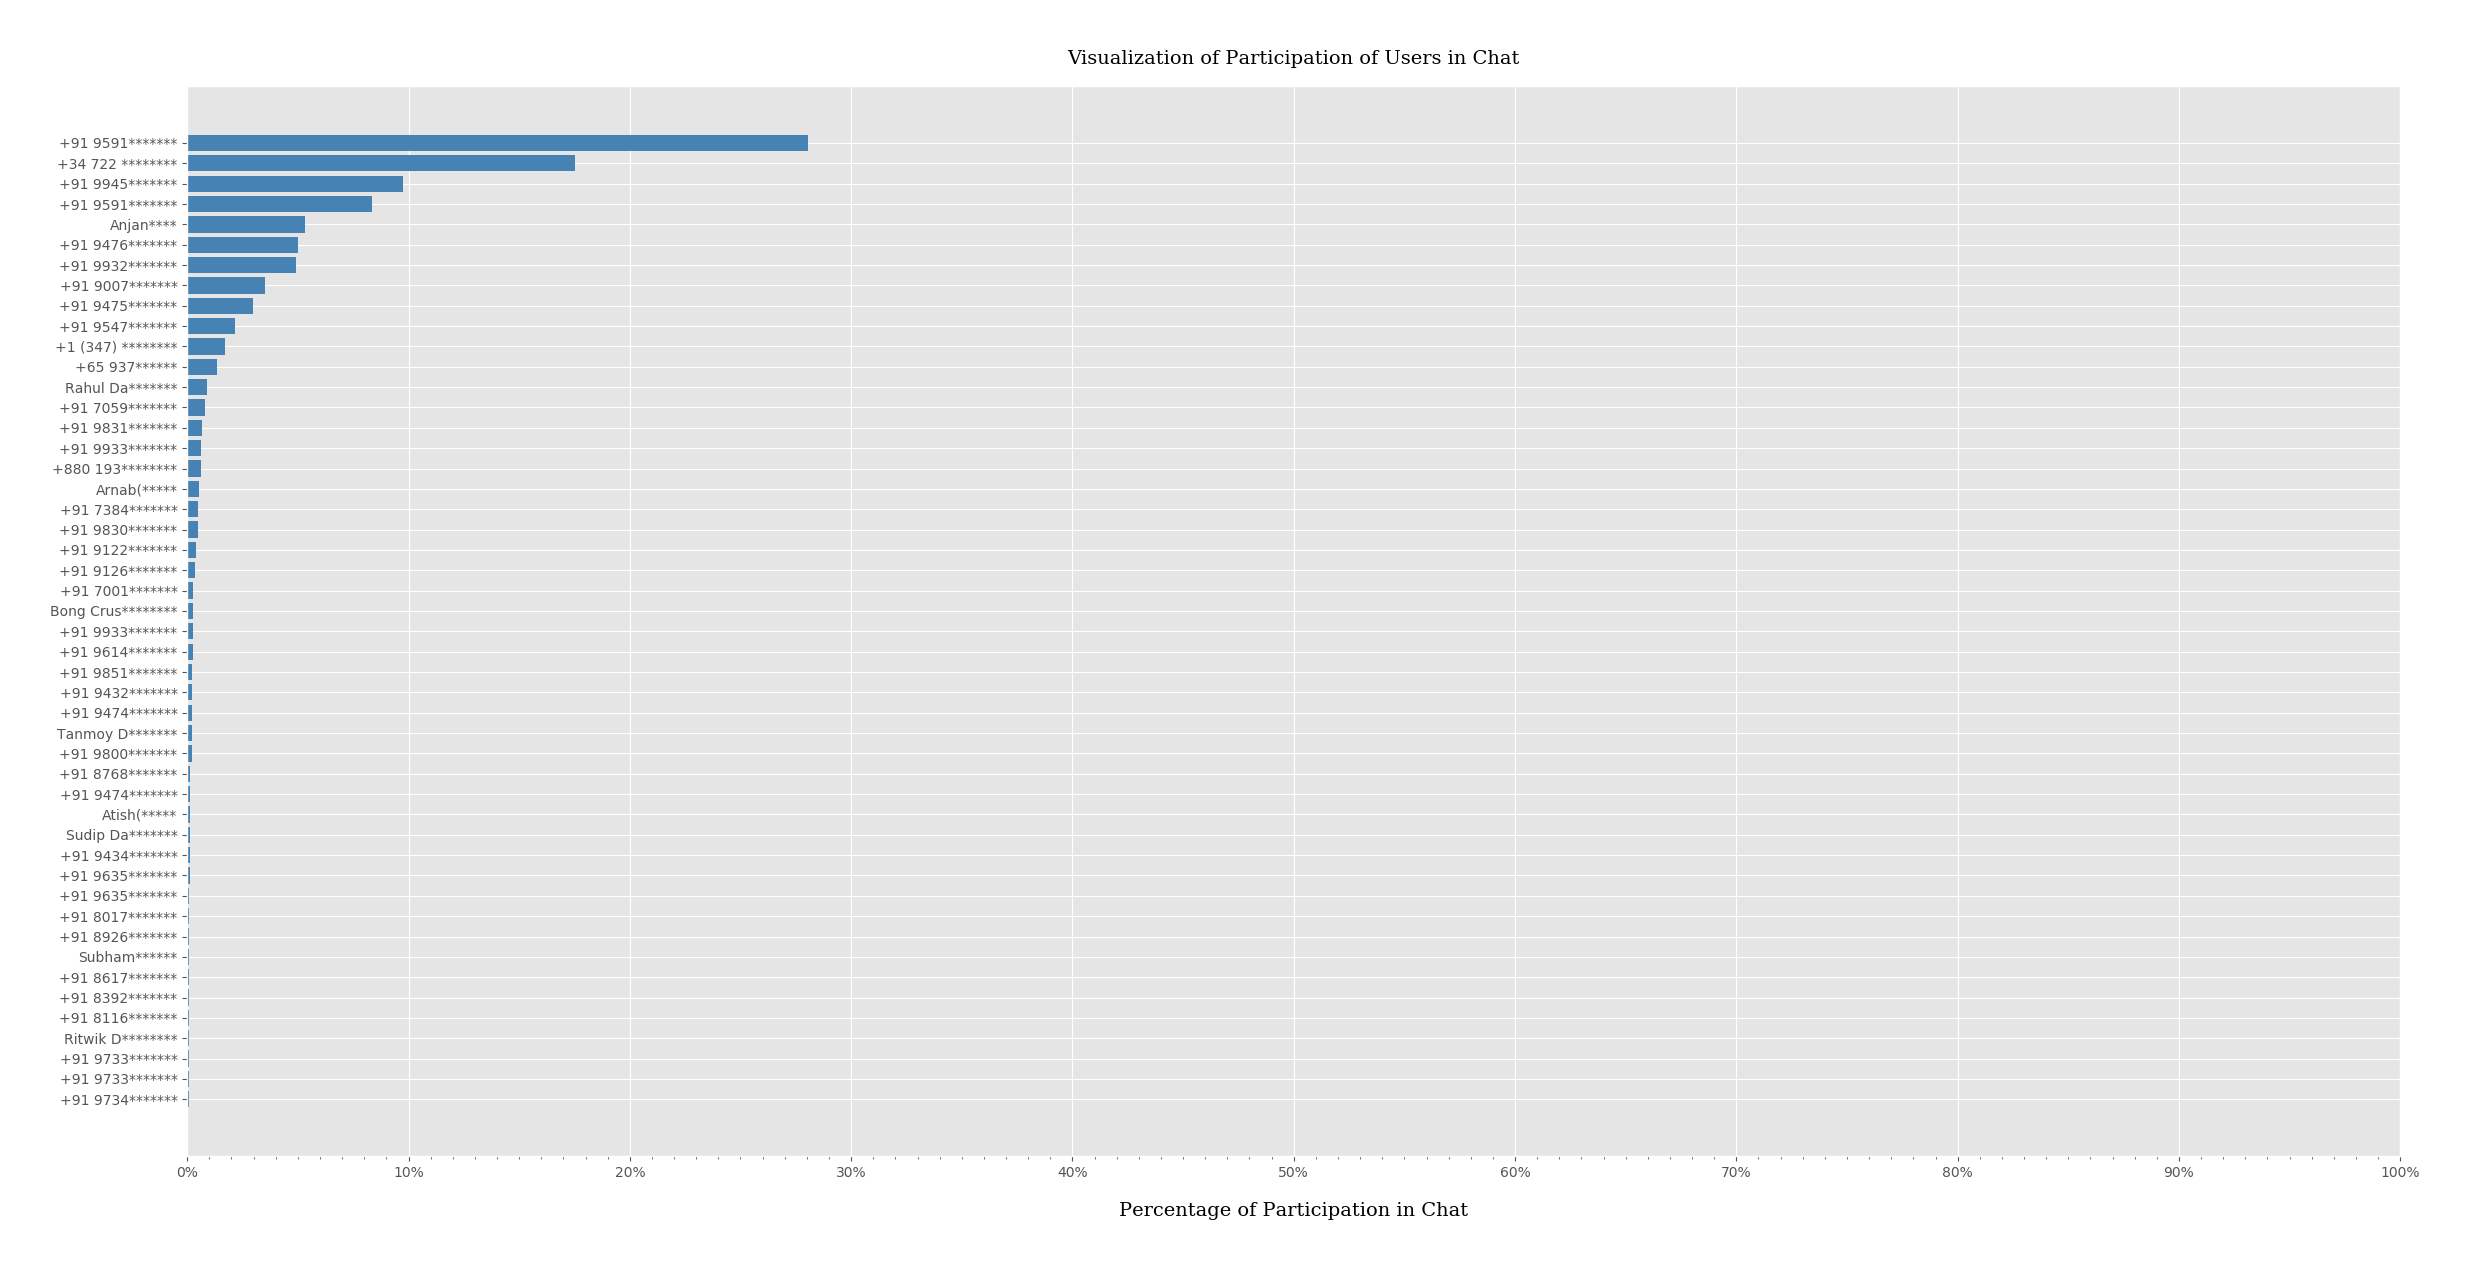 Visualization of Participation of Users in Chat
+91 9591*******
+34 722 ********
+91 9945*******
+91 9591*******
Anjan****
+91 9476*******
+91 9932*******
+91 9007*******
+91 9475*******
+91 9547*******
+1 (347) ********
+65 937******
Rahul Da*******
+91 7059*******
+91 9831*******
+91 9933*******
+880 193********
Arnab(*****
+91 7384*******
+91 9830*******
+91 9122*******
+91 9126*******
+91 7001*******
Bong Crus********
+91 9933*******
+91 9614*******
+91 9851*******
+91 9432*******
+91 9474*******
Tanmoy D*******
+91 9800*******
+91 8768*******
+91 9474*******
Atish(*****
Sudip Da*******
+91 9434*******
+91 9635*******
+91 9635*******
+91 8017*******
+91 8926*******
Subham******
+91 8617*******
+91 8392*******
+91 8116*******
Ritwik D********
+91 9733*******
+91 9733*******
+91 9734*******
0% 10% 20% 30% 40% 50% 60% 70% 80% 90% 100%
Percentage of Participation in Chat